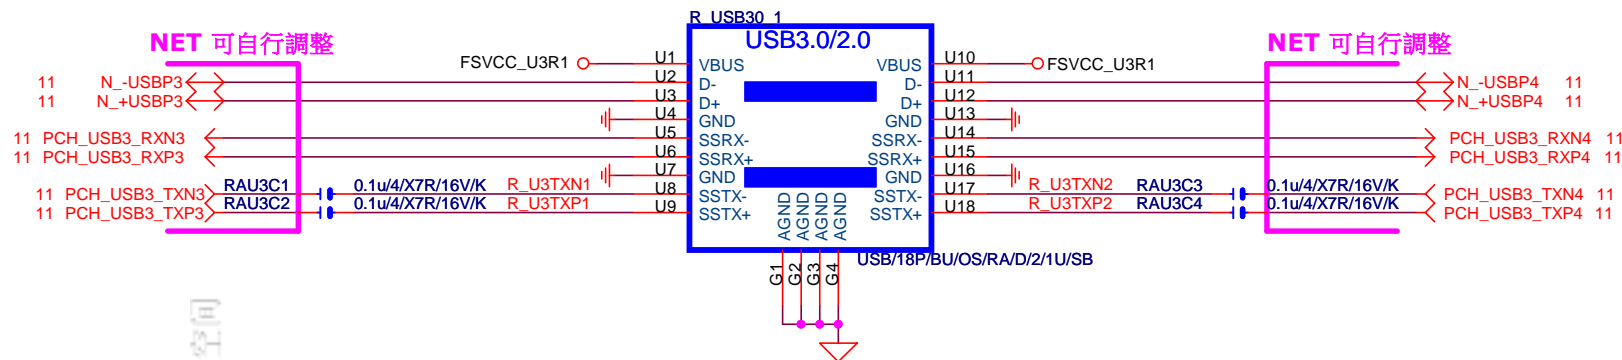 R_USB30_1
NET 可自行調整
USB3.0/2.0
NET 可自行調整
FSVCC_U3R1 U1 VBUS VBUS U10 FSVCC_U3R1
11 N_-USBP3 U2 D- D- U11 N_-USBP4 11
11 N_+USBP3 U3 D+ D+ U12 N_+USBP4 11
U4 GND GND U13
11 PCH_USB3_RXN3 U5 SSRX- SSRX- U14 PCH_USB3_RXN4 11
11 PCH_USB3_RXP3 U6 SSRX+ SSRX+ U15 PCH_USB3_RXP4 11
U7 GND GND U16
11 PCH_USB3_TXN3 RAU3C1 0.1u/4/X7R/16V/K R_U3TXN1 U8 SSTX- SSTX- U17 R_U3TXN2 RAU3C3 0.1u/4/X7R/16V/K PCH_USB3_TXN4 11
11 PCH_USB3_TXP3 RAU3C2 0.1u/4/X7R/16V/K R_U3TXP1 U9 SSTX+ SSTX+ U18 R_U3TXP2 RAU3C4 0.1u/4/X7R/16V/K PCH_USB3_TXP4 11
AGND AGND AGND AGND
USB/18P/BU/OS/RA/D/2/1U/SB
G1 G2 G3 G4
空间